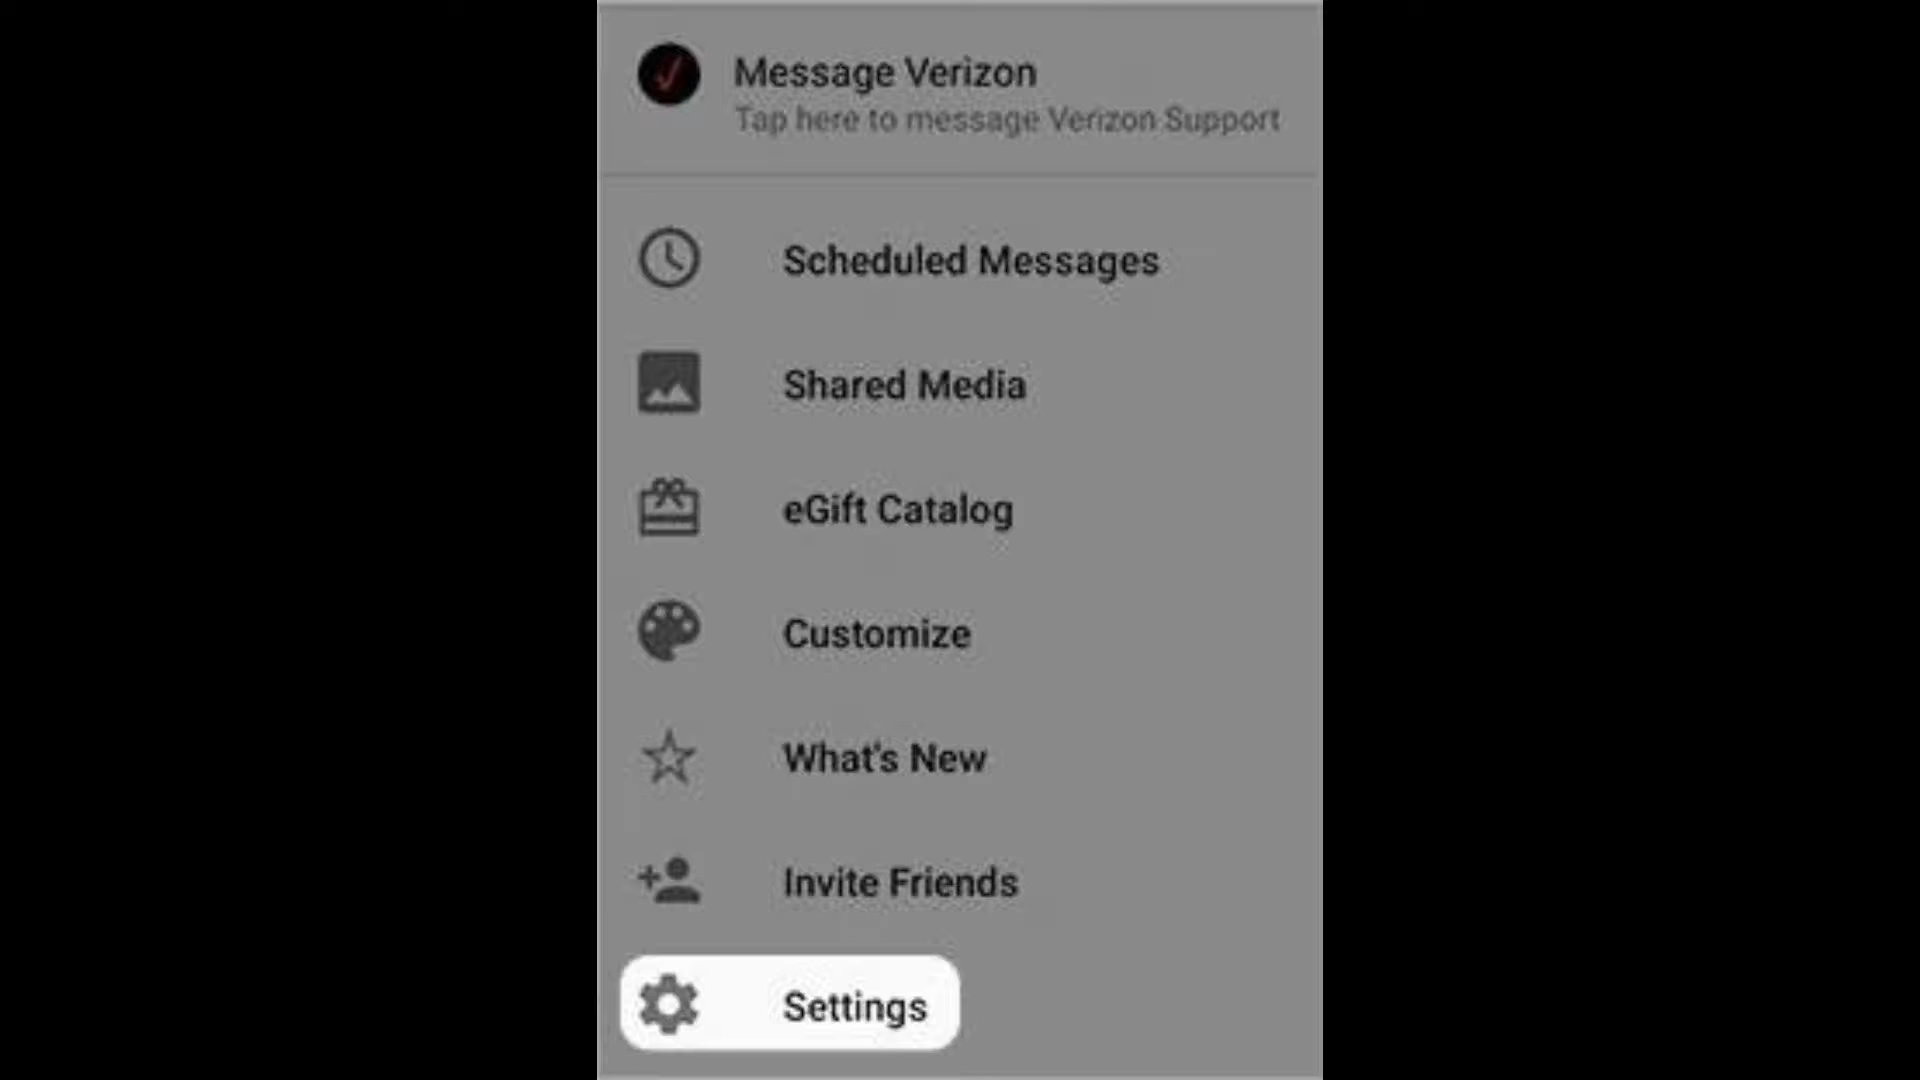 Message Verizon
Tap here to message Verizon Support
Scheduled Messages
Shared Media
eGift Catalog
Customize
What's New
Invite Friends
Settings